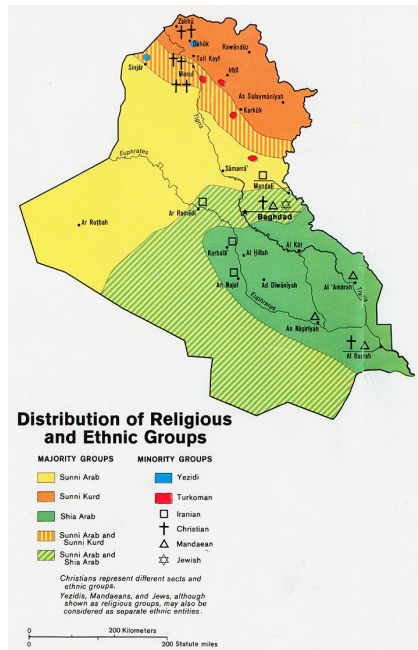 Zākhū
Dahūk
Rawāndūz
Tall Kayf
Sinjār
Mosul
Irbīl
As Sulaymānīyah
Karkūk
Tigris
Euphrates
Sāmarrā'
Mandalī
Ar Ramādī
Baghdad
Ar Ruṭbah
Karbalā'
Al Ḥillah
Al Kūt
An Najaf
Ad Dīwānīyah
Al 'Amārah
Euphrates
An Nāṣirīyah
Al Baṣrah
Distribution of Religious
and Ethnic Groups
MAJORITY GROUPS
MINORITY GROUPS
Sunni Arab
Yezidi
Sunni Kurd
Turkoman
Shia Arab
Iranian
Christian
Sunni Arab and
Sunni Kurd
Mandaean
Sunni Arab and
Shia Arab
Jewish
Christians represent different sects and
ethnic groups.
Yezidis, Mandaeans, and Jews, although
shown as religious groups, may also be
considered as separate ethnic entities.
0 200 Kilometers
0 200 Statute miles